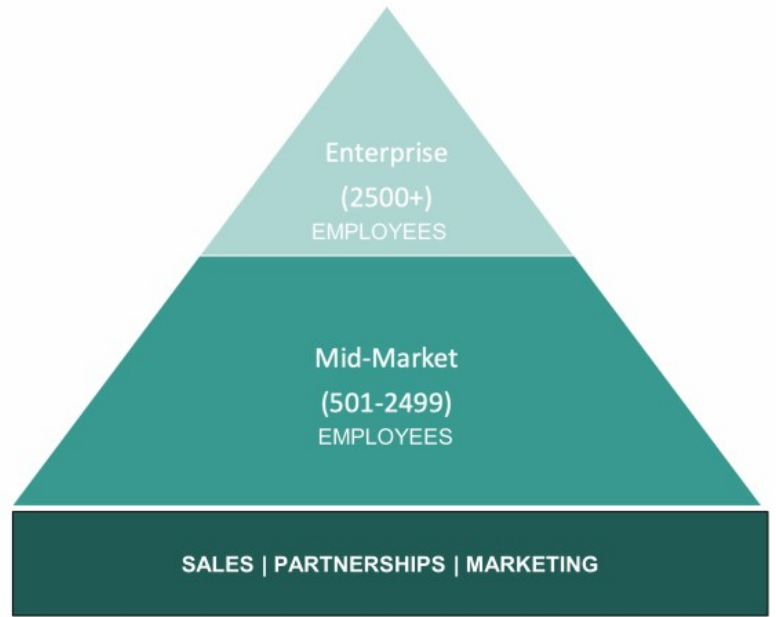 Enterprise
(2500+)
EMPLOYEES
Mid-Market
(501-2499)
EMPLOYEES
SALES | PARTNERSHIPS | MARKETING